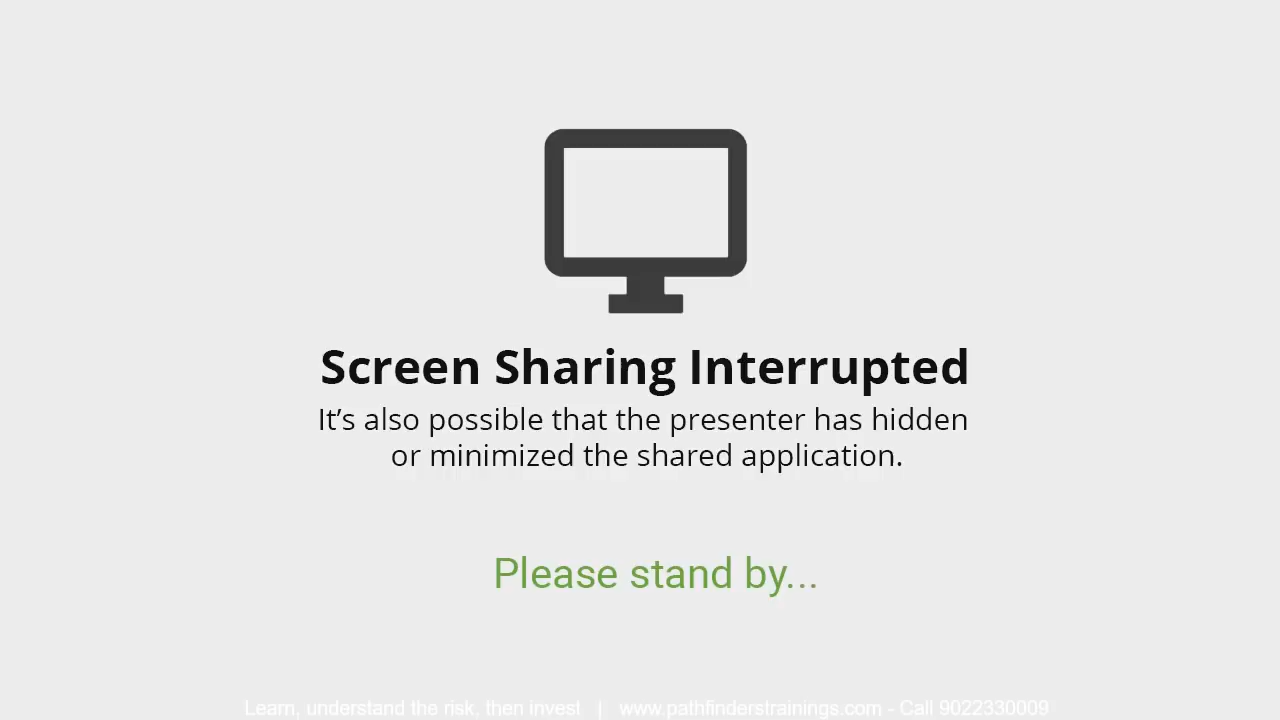 Screen Sharing Interrupted
It’s also possible that the presenter has hidden
or minimized the shared application.
Please stand by...
Learn, understand the risk, then invest | www.pathfinderstrainings.com - Call 9022330009